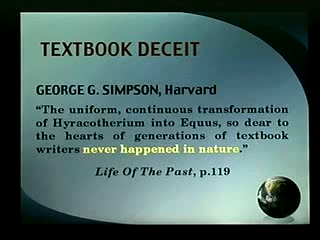 TEXTBOOK DECEIT
GEORGE G. SIMPSON, Harvard
“The uniform, continuous transformation
of Hyracotherium into Equus, so dear to
the hearts of generations of textbook
writers never happened in nature.”
Life Of The Past, p.119